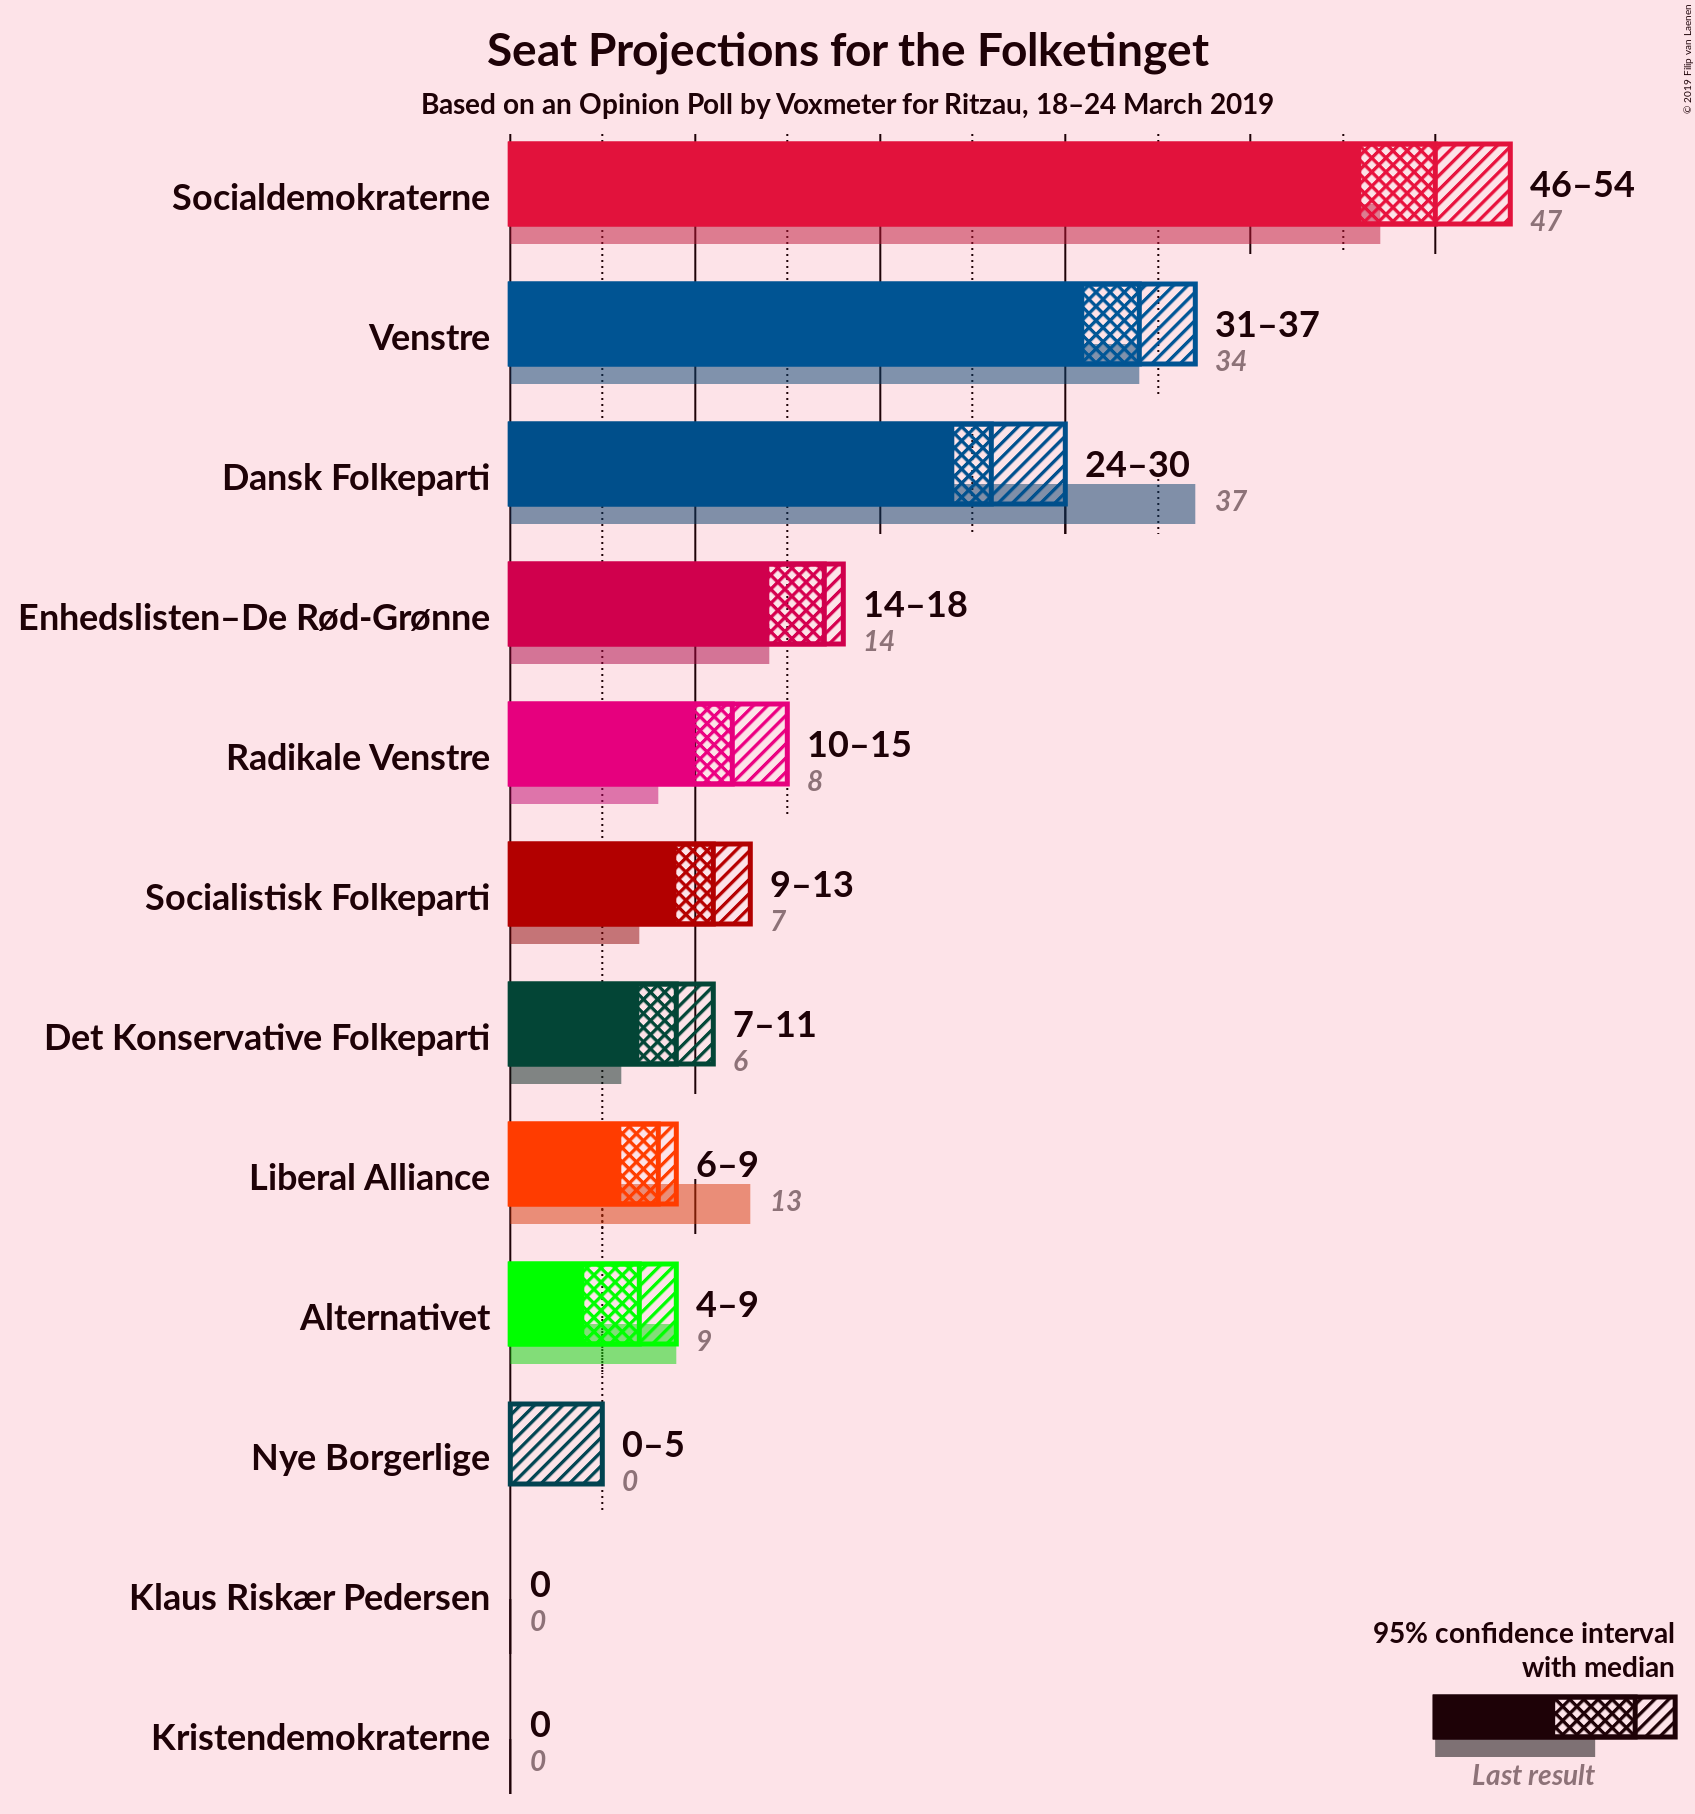 Seat Projections for the Folketinget
Based on an Opinion Poll by Voxmeter for Ritzau, 18–24 March 2019
© 2019 Filip van Laenen
Socialdemokraterne
46–54
47
Venstre
31–37
34
Dansk Folkeparti
24–30
37
Enhedslisten–De Rød-Grønne
14–18
14
Radikale Venstre
10–15
8
Socialistisk Folkeparti
9–13
7
Det Konservative Folkeparti
7–11
6
Liberal Alliance
6–9
13
Alternativet
4–9
9
Nye Borgerlige
0–5
0
Klaus Riskær Pedersen
0
0
Kristendemokraterne
0
0
95% confidence interval
with median
Last result